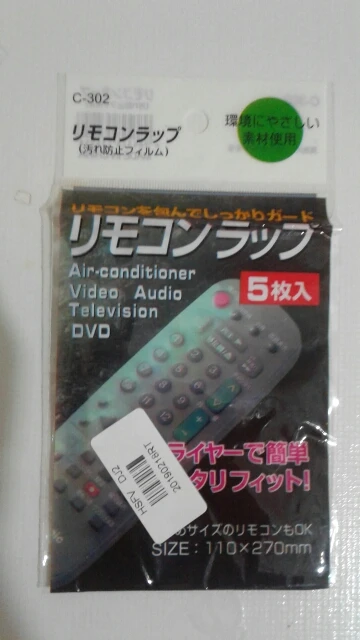 C-302
リモコンラップ
(汚れ防止フィルム)
環境にやさしい
素材使用
リモコンを包んでしっかりガード
リモコンラップ
Air-conditioner
Video Audio
Television
DVD
5枚入
ライヤーで簡単
タリフィット!
のサイズのリモコンもOK
SIZE:110×270mm
HSFV DJ2
20190218RT